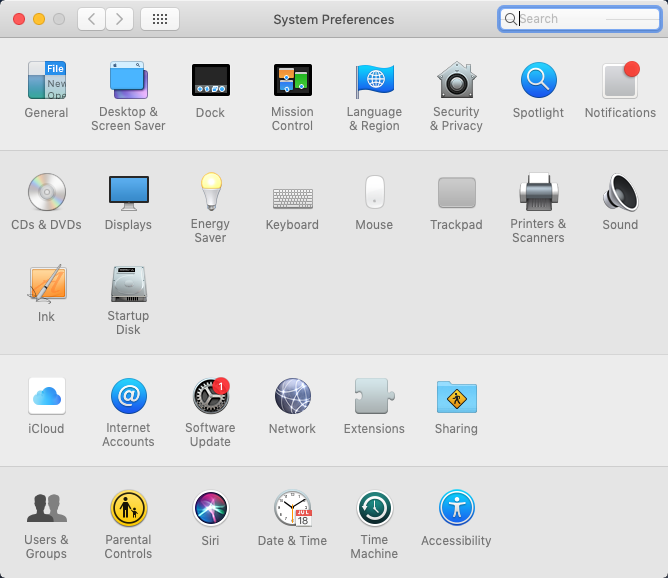 System Preferences
Search
File
New
Ope
General
Desktop &
Screen Saver
Dock
Mission
Control
Language
& Region
Security
& Privacy
Spotlight
Notifications
CDs & DVDs
Displays
Energy
Saver
Keyboard
Mouse
Trackpad
Printers &
Scanners
Sound
Ink
Startup
Disk
iCloud
@
Internet
Accounts
1
Software
Update
Network
Extensions
Sharing
Users &
Groups
Parental
Controls
Siri
JUL
18
Date & Time
Time
Machine
Accessibility